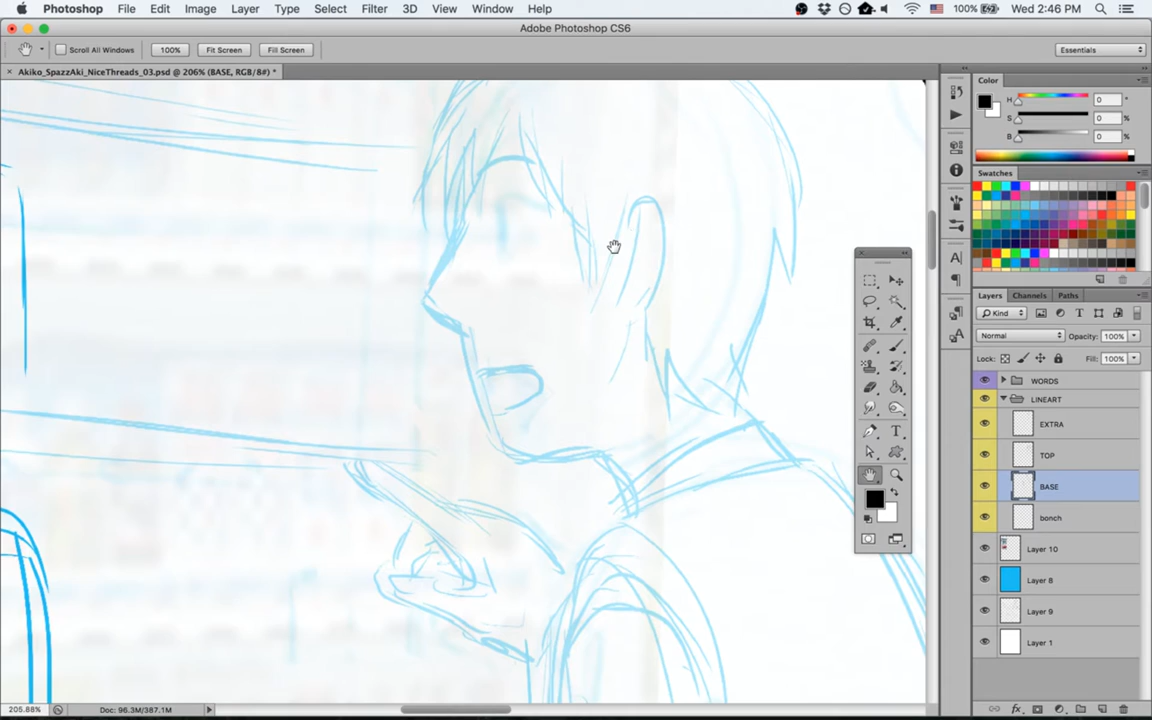 Photoshop File Edit Image Layer Type Select Filter 3D View Window Help 100% Wed 2:46 PM
Adobe Photoshop CS6
Scroll All Windows 100% Fit Screen Fill Screen Essentials
Akiko_SpazzAki_NiceThreads_03.psd @ 206% (BASE, RGB/8#) *
Color
H 0 °
S 0 %
B 0 %
Swatches
Layers Channels Paths
Kind
Normal Opacity: 100%
Lock: Fill: 100%
WORDS
LINEART
EXTRA
TOP
BASE
bonch
Layer 10
Layer 8
Layer 9
Layer 1
205.88% Doc: 96.3M/387.1M